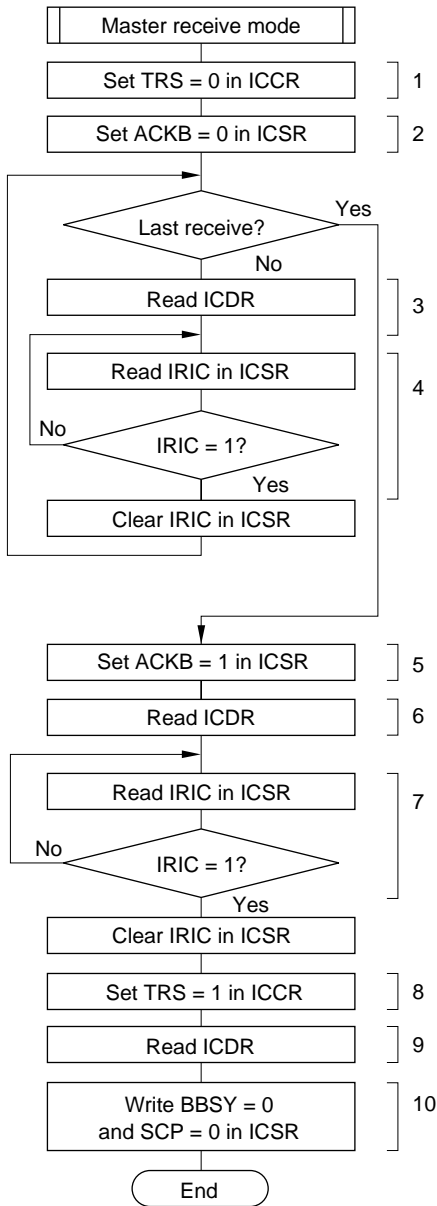 Master receive mode
Set TRS = 0 in ICCR
1
Set ACKB = 0 in ICSR
2
Last receive?
Yes
No
Read ICDR
3
Read IRIC in ICSR
4
No
IRIC = 1?
Yes
Clear IRIC in ICSR
Set ACKB = 1 in ICSR
5
Read ICDR
6
Read IRIC in ICSR
7
No
IRIC = 1?
Yes
Clear IRIC in ICSR
Set TRS = 1 in ICCR
8
Read ICDR
9
Write BBSY = 0
and SCP = 0 in ICSR
10
End